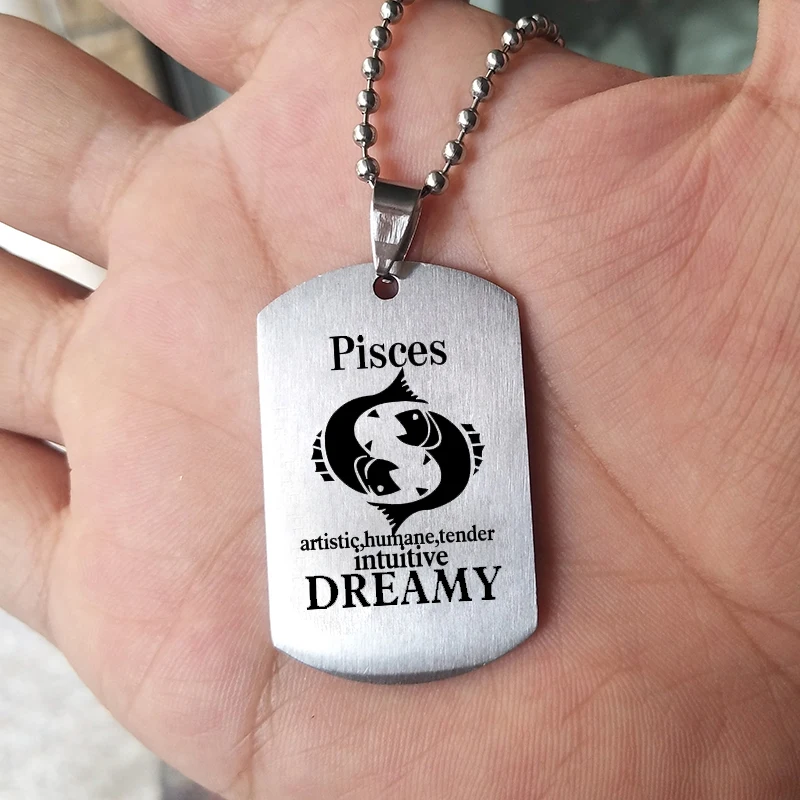 Pisces
artistic,humane,tender
intuitive
DREAMY